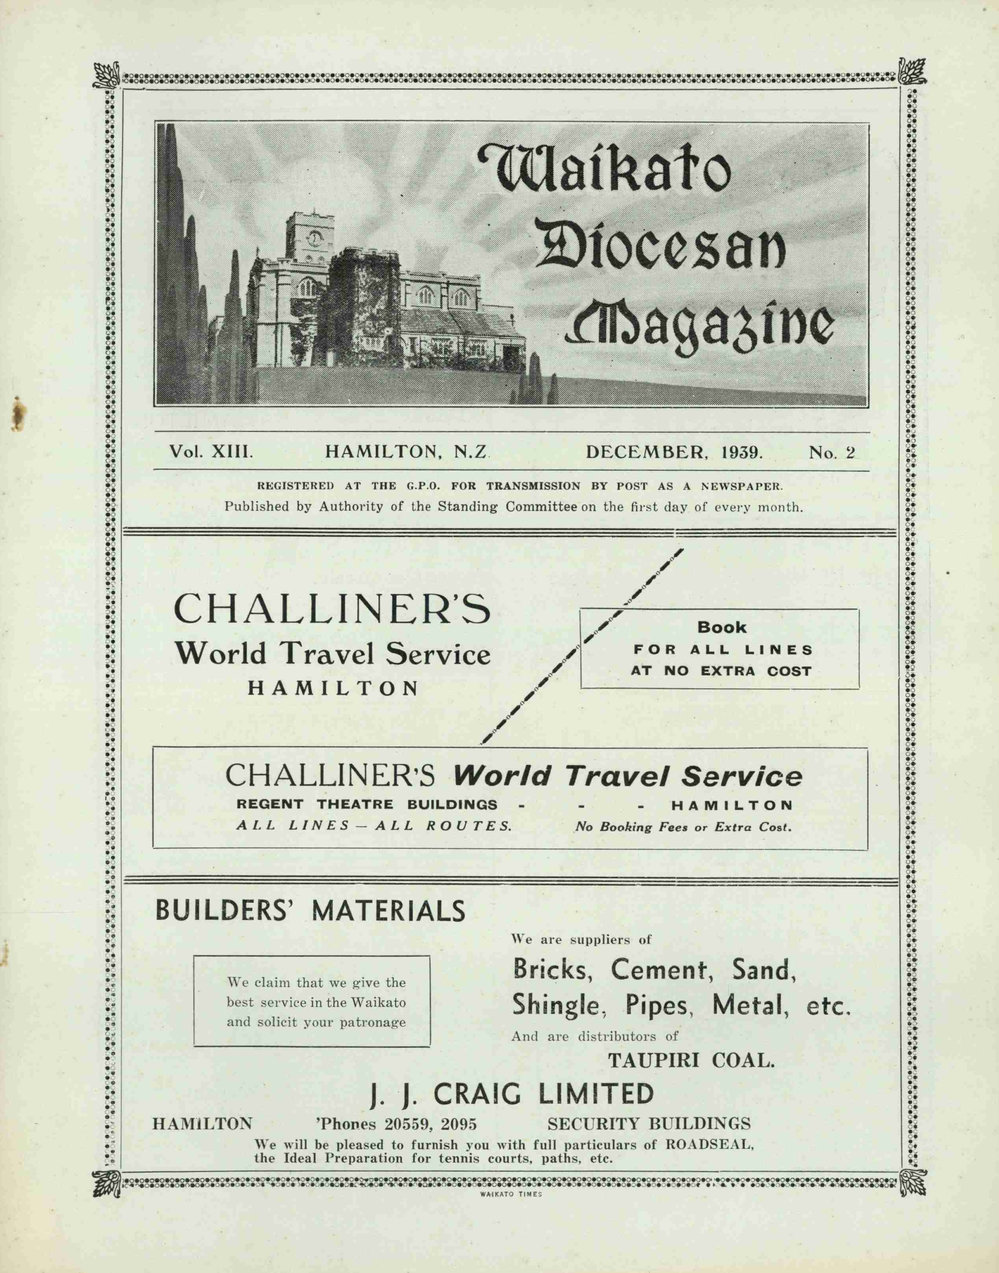 Waikato
Diocesan
Magazine
Vol. XIII. HAMILTON, N.Z. DECEMBER, 1939. No. 2
REGISTERED AT THE G.P.O. FOR TRANSMISSION BY POST AS A NEWSPAPER.
Published by Authority of the Standing Committee on the first day of every month.
CHALLINER'S
World Travel Service
HAMILTON
Book
FOR ALL LINES
AT NO EXTRA COST
CHALLINER'S World Travel Service
REGENT THEATRE BUILDINGS - - - HAMILTON
ALL LINES — ALL ROUTES. No Booking Fees or Extra Cost.
BUILDERS' MATERIALS
We claim that we give the
best service in the Waikato
and solicit your patronage
We are suppliers of
Bricks, Cement, Sand,
Shingle, Pipes, Metal, etc.
And are distributors of
TAUPIRI COAL.
J. J. CRAIG LIMITED
HAMILTON 'Phones 20559, 2095 SECURITY BUILDINGS
We will be pleased to furnish you with full particulars of ROADSEAL,
the Ideal Preparation for tennis courts, paths, etc.
WAIKATO TIMES